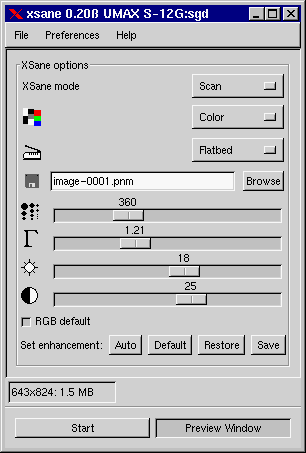 xsane 0.20ß UMAX S-12G:sgd
File Preferences Help
XSane options
XSane mode Scan
Color
Flatbed
image-0001.pnm Browse
360
Γ 1.21
18
25
RGB default
Set enhancement: Auto Default Restore Save
643x824: 1.5 MB
Start Preview Window